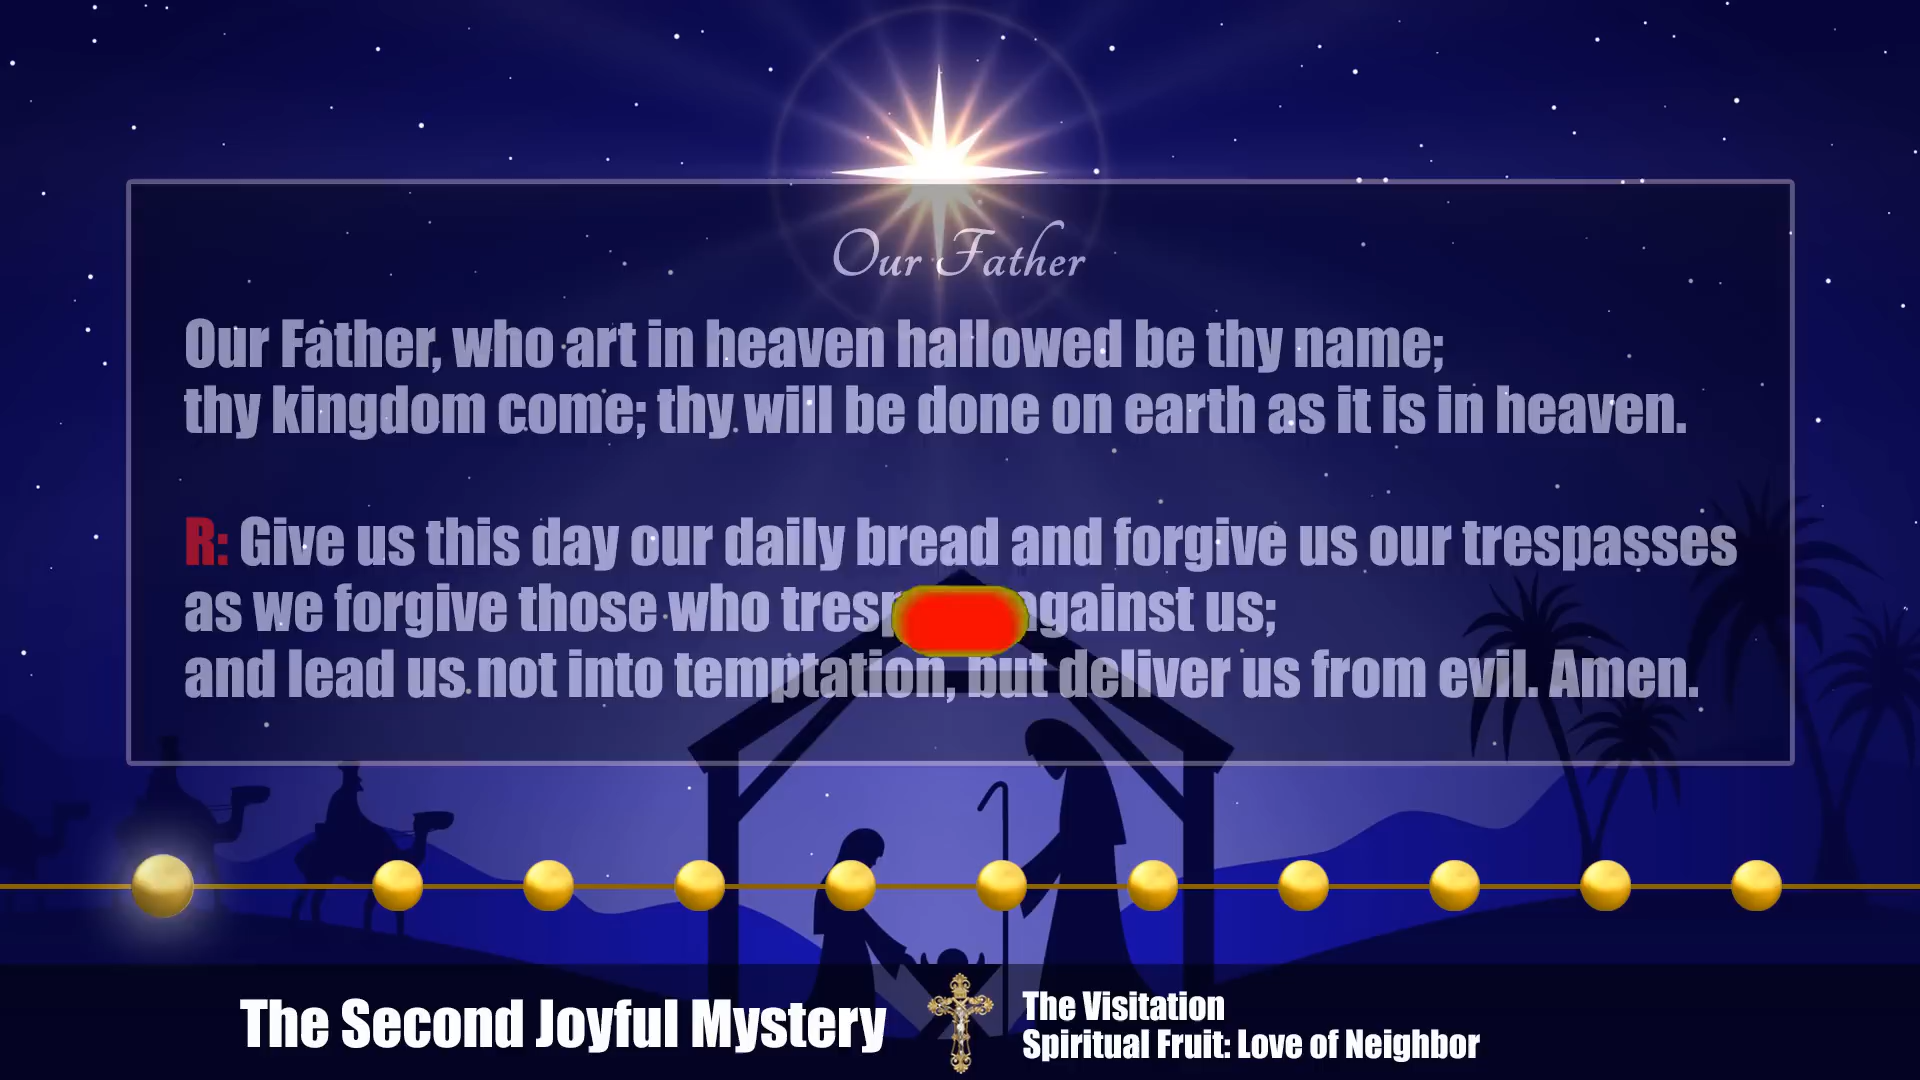 Our Father
Our Father, who art in heaven hallowed be thy name;
thy kingdom come; thy will be done on earth as it is in heaven.
R: Give us this day our daily bread and forgive us our trespasses
as we forgive those who against us;
and lead us not into temptation, but deliver us from evil. Amen.
The Second Joyful Mystery
The Visitation
Spiritual Fruit: Love of Neighbor